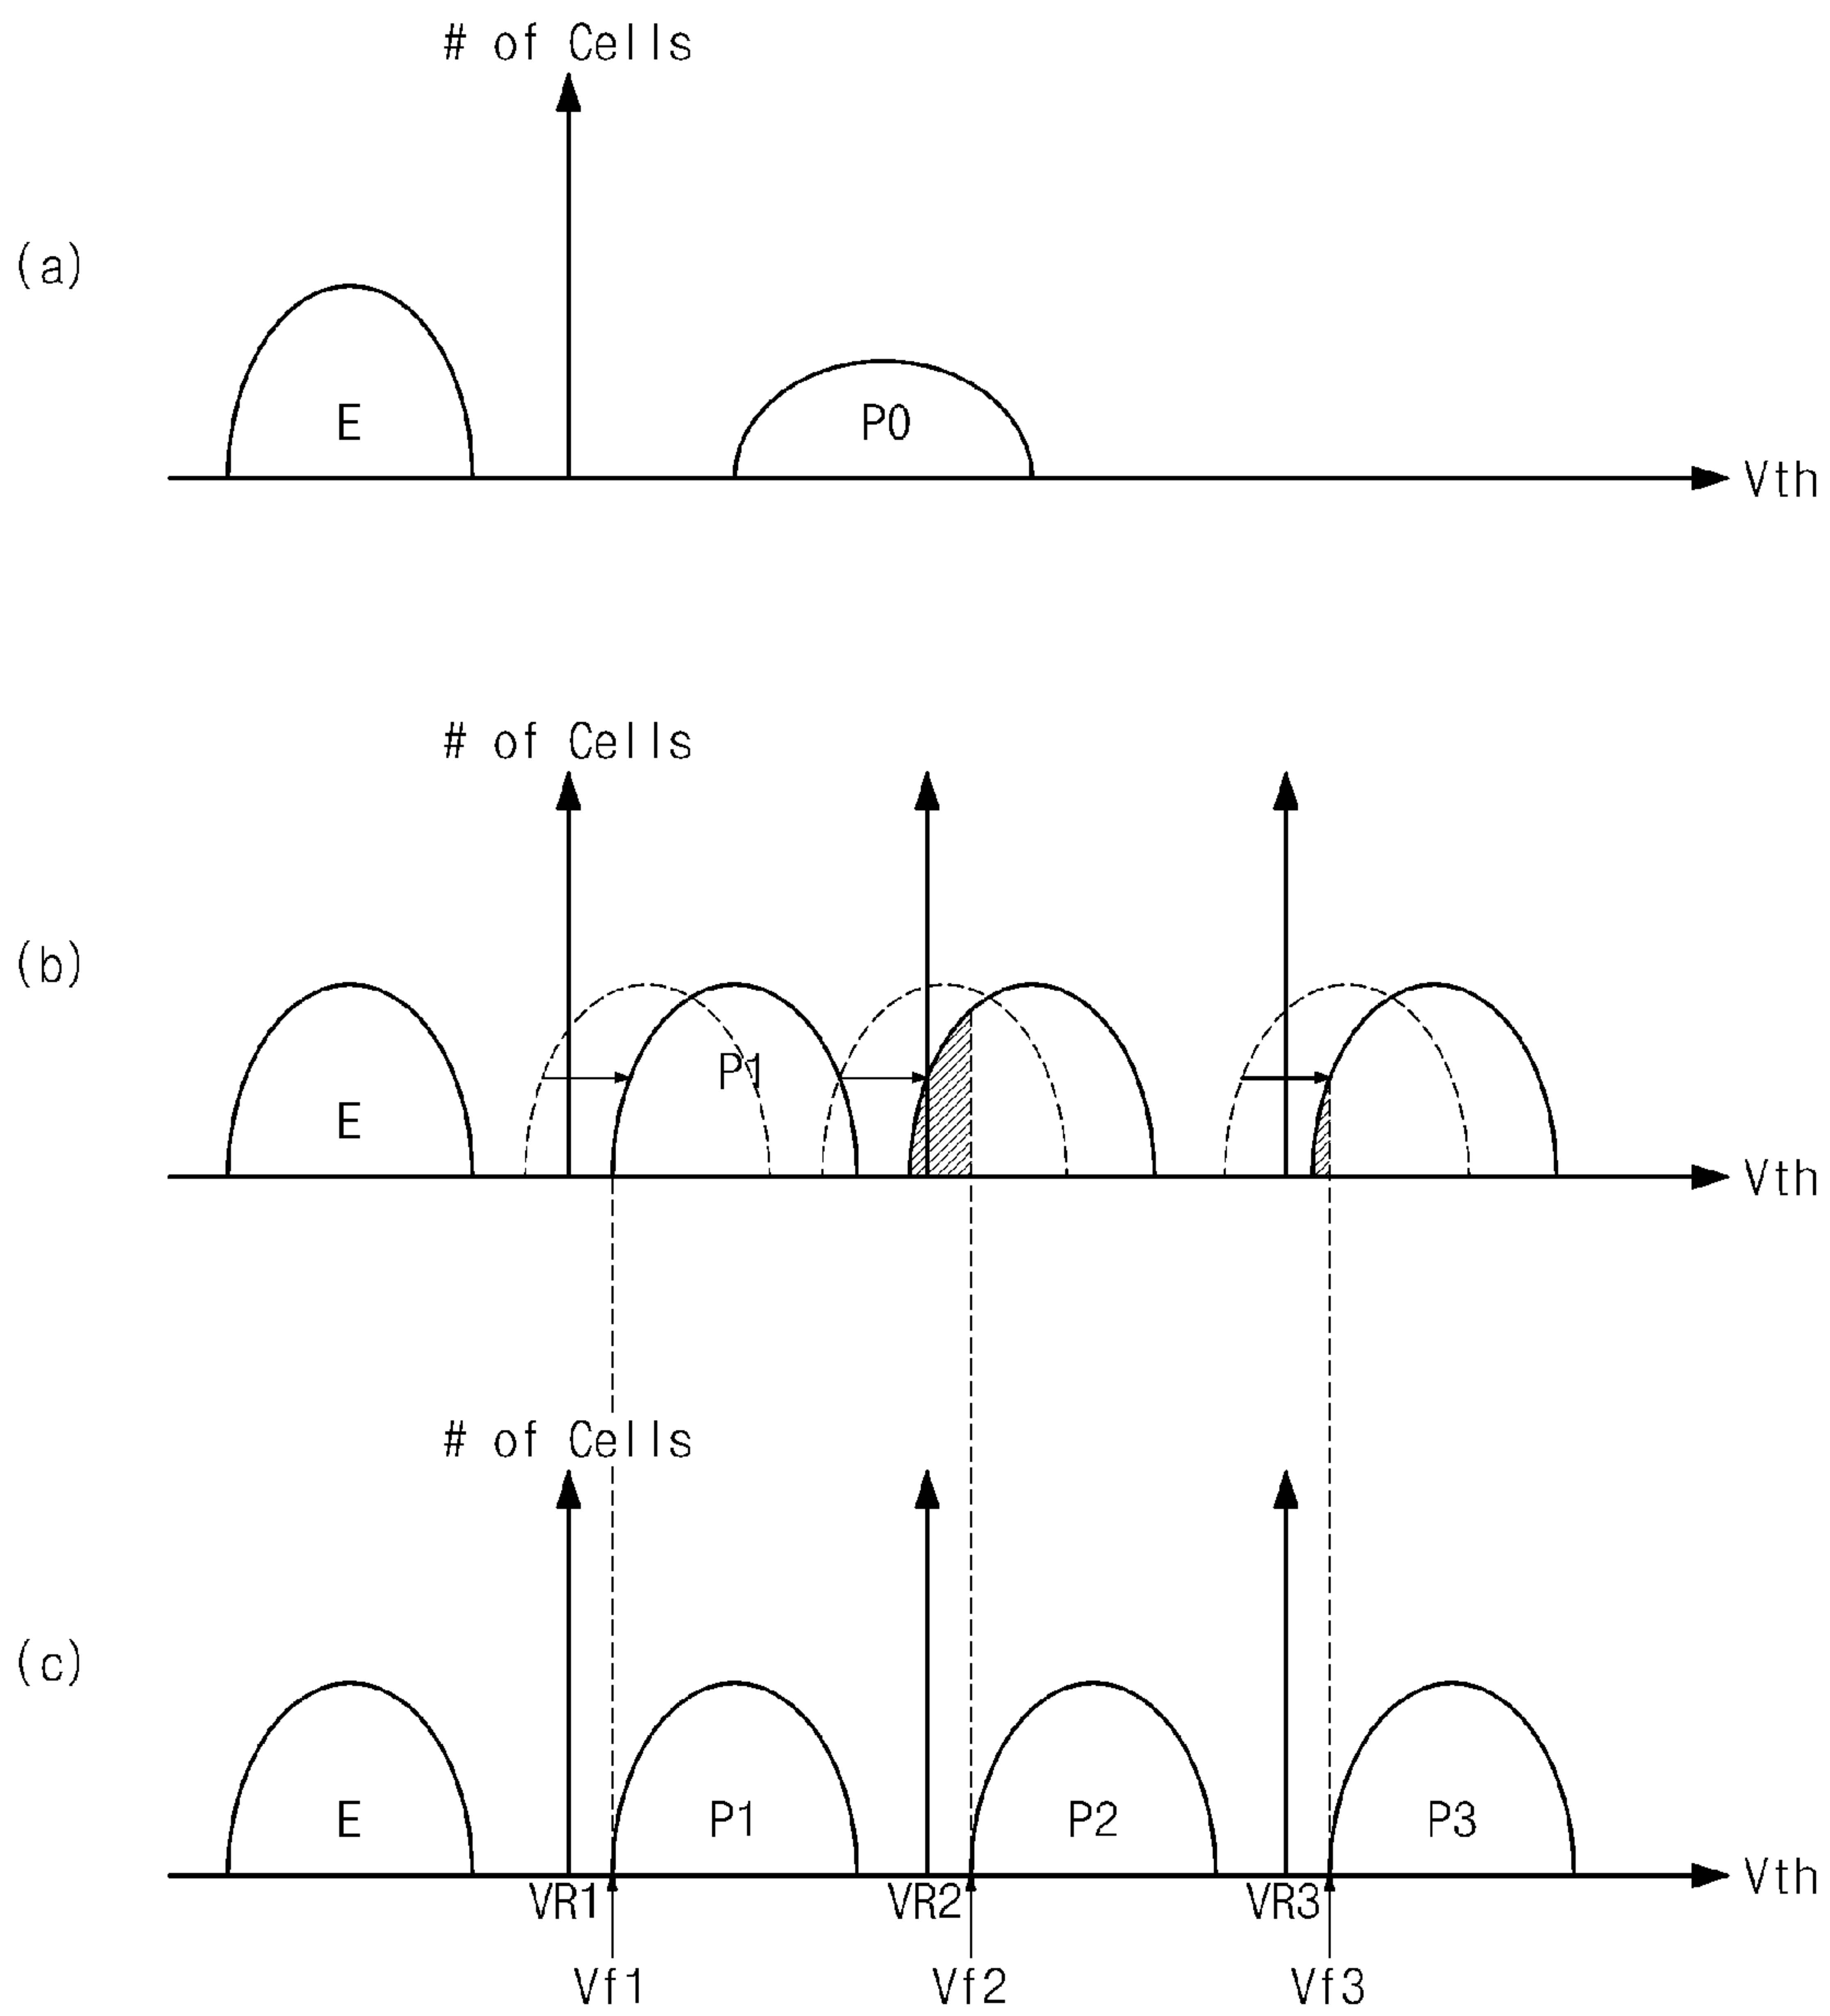 # of Cells
(a)
E
P0
Vth
# of Cells
(b)
E
P1
Vth
# of Cells
(c)
E
P1
P2
P3
Vth
VR1
VR2
VR3
Vf1
Vf2
Vf3